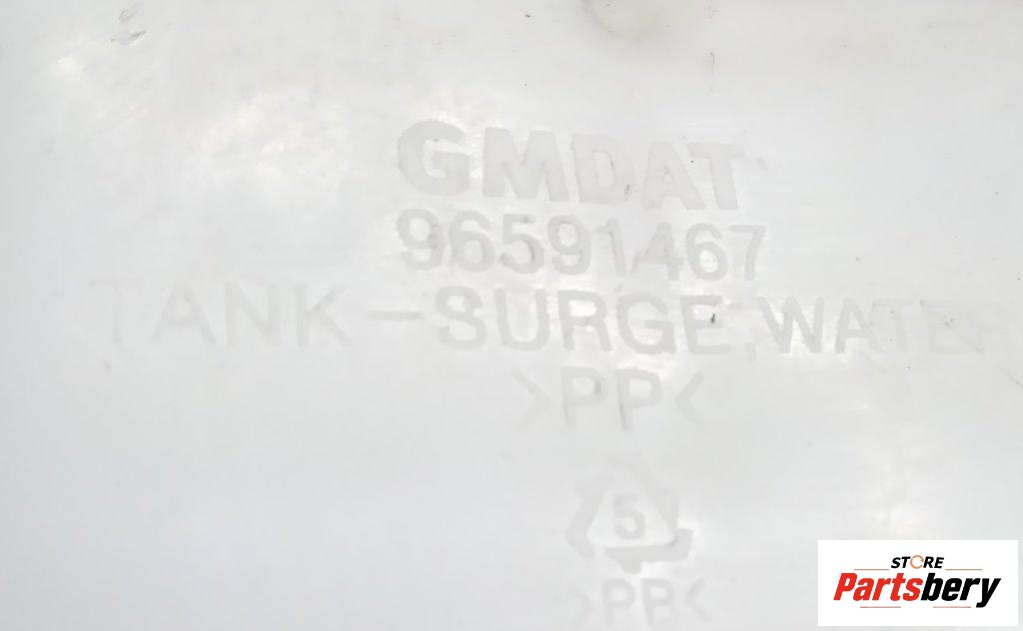 GMDAT
96591467
TANK-SURGE,WATER
>PP<
5
>PP<
STORE
Partsbery